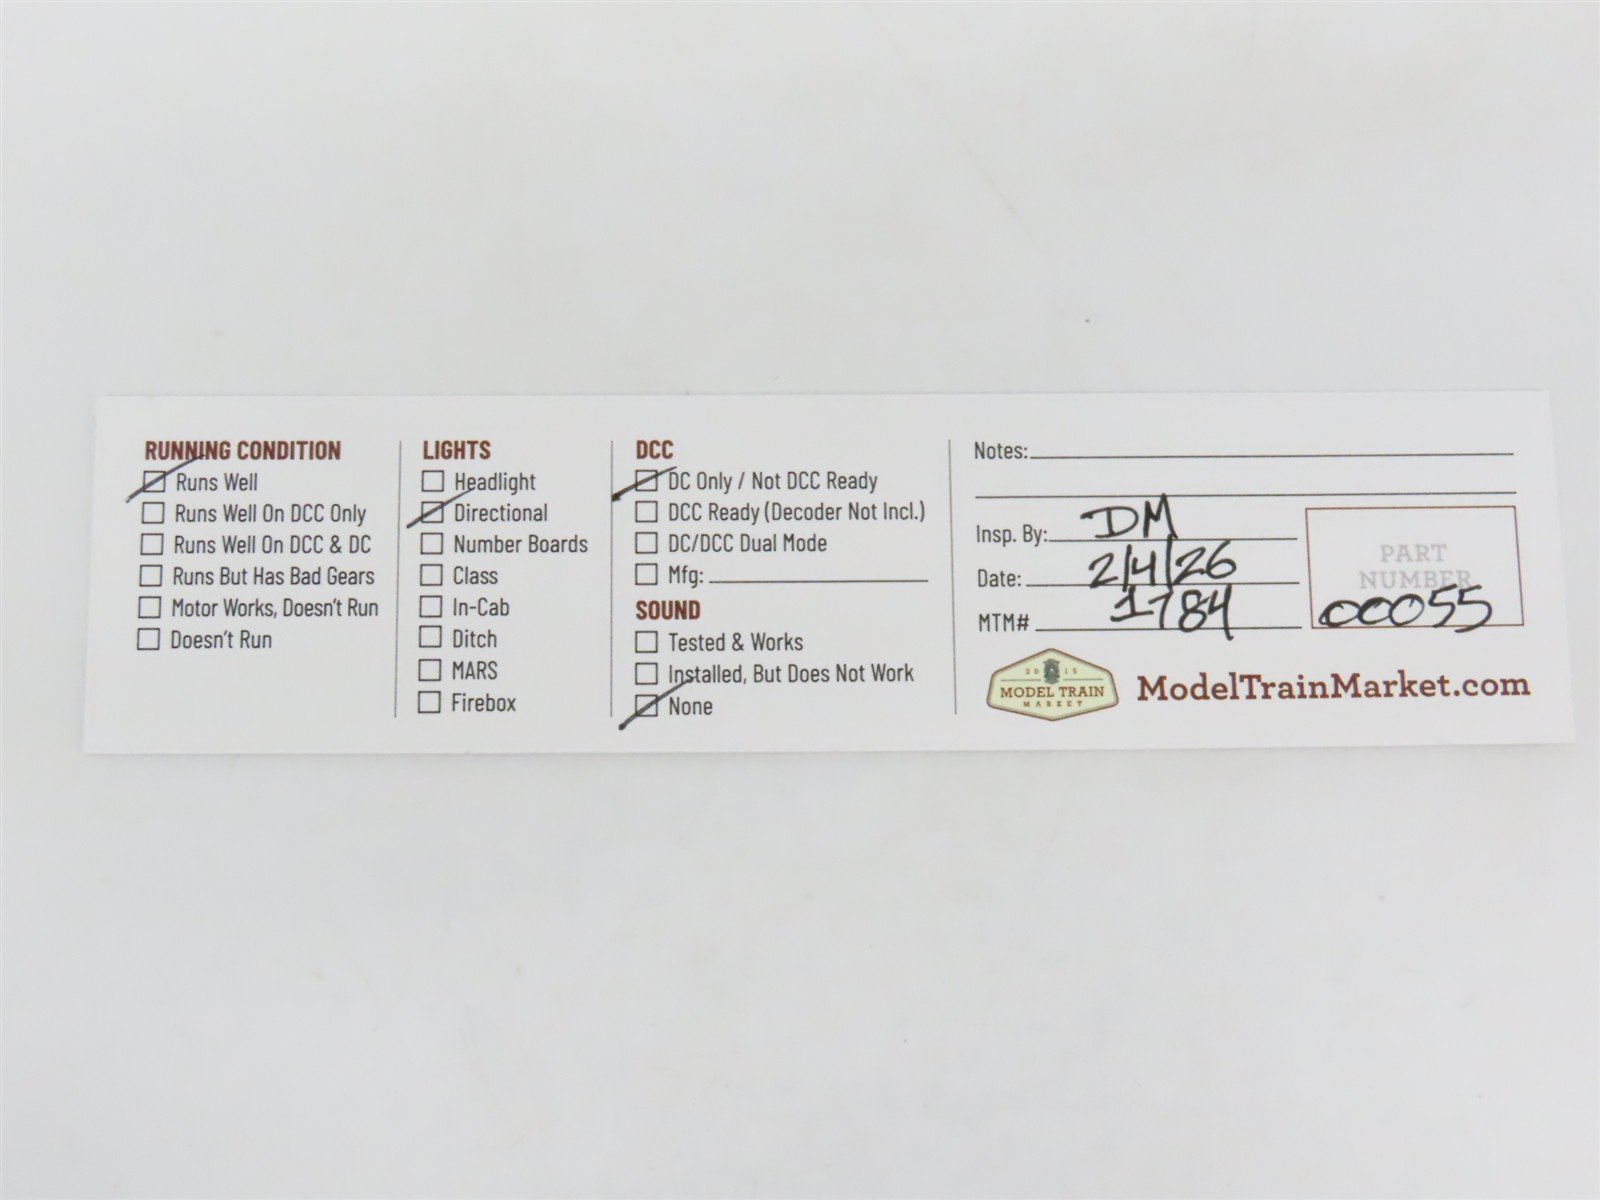 RUNNING CONDITION
Runs Well
Runs Well On DCC Only
Runs Well On DCC & DC
Runs But Has Bad Gears
Motor Works, Doesn't Run
Doesn't Run
LIGHTS
Headlight
Directional
Number Boards
Class
In-Cab
Ditch
MARS
Firebox
DCC
DC Only / Not DCC Ready
DCC Ready (Decoder Not Incl.)
DC/DCC Dual Mode
Mfg:
SOUND
Tested & Works
Installed, But Does Not Work
None
Notes:
Insp. By: DM
Date: 2/4/26
MTM# 1784
PART
NUMBER
00055
2015
MODEL TRAIN
MARKET
ModelTrainMarket.com